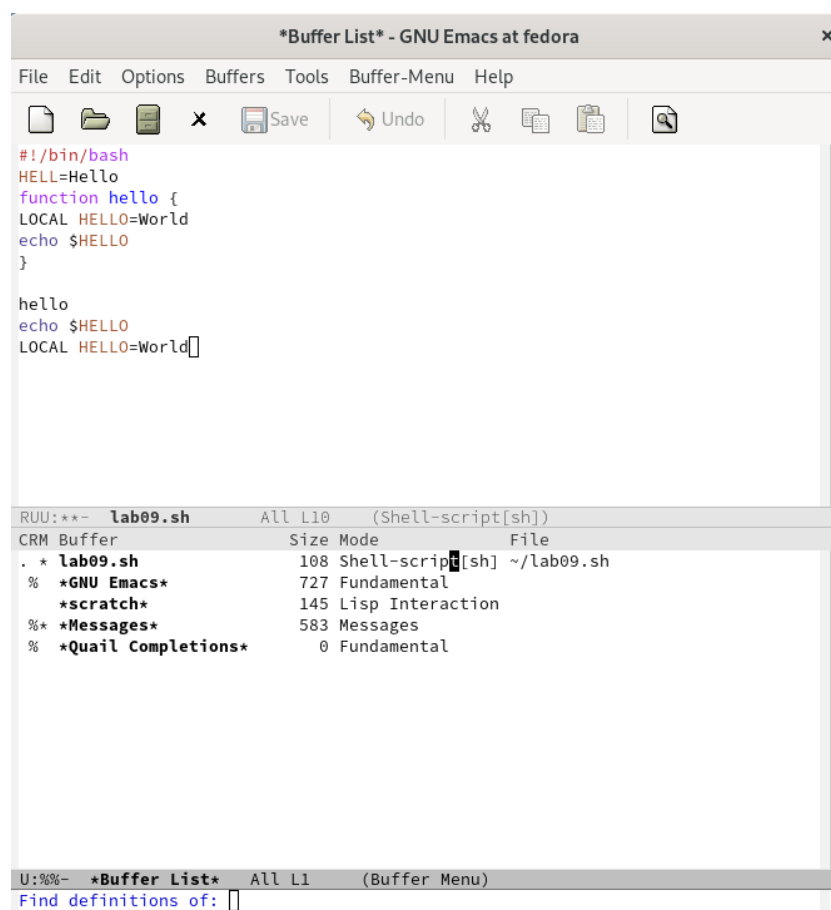 *Buffer List* - GNU Emacs at fedora ×
File Edit Options Buffers Tools Buffer-Menu Help
Save Undo
#!/bin/bash
HELL=Hello
function hello {
LOCAL HELLO=World
echo $HELLO
}
hello
echo $HELLO
LOCAL HELLO=World
RUU:**- lab09.sh All L10 (Shell-script[sh])
CRM Buffer Size Mode File
. * lab09.sh 108 Shell-script[sh] ~/lab09.sh
% *GNU Emacs* 727 Fundamental
*scratch* 145 Lisp Interaction
%* *Messages* 583 Messages
% *Quail Completions* 0 Fundamental
U:%%- *Buffer List* All L1 (Buffer Menu)
Find definitions of: